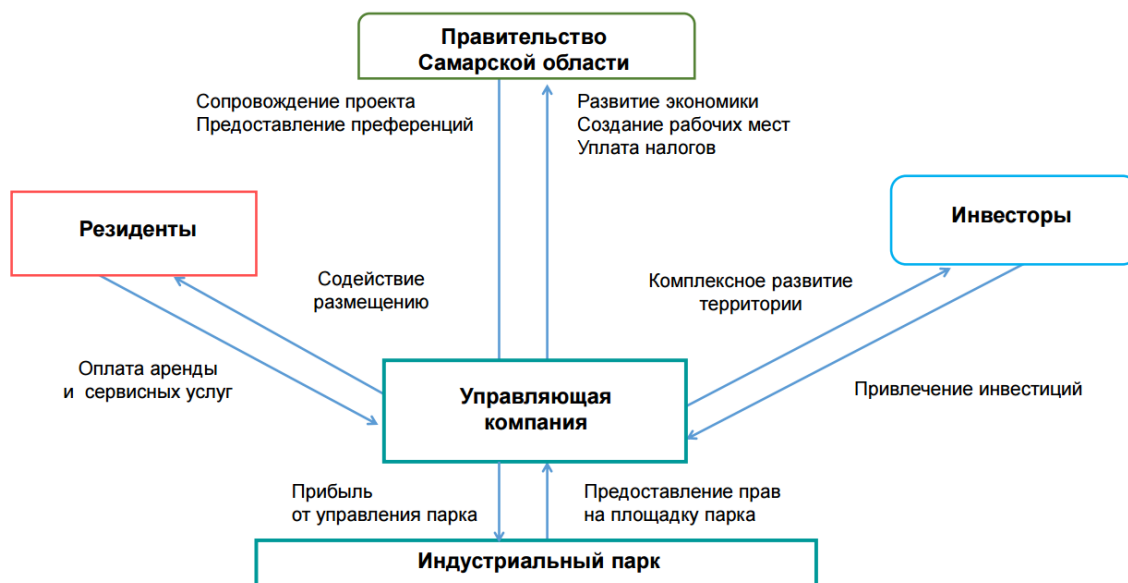 Правительство
Самарской области
Сопровождение проекта
Предоставление преференций
Развитие экономики
Создание рабочих мест
Уплата налогов
Резиденты
Инвесторы
Содействие
размещению
Комплексное развитие
территории
Оплата аренды
и сервисных услуг
Управляющая
компания
Привлечение инвестиций
Прибыль
от управления парка
Предоставление прав
на площадку парка
Индустриальный парк